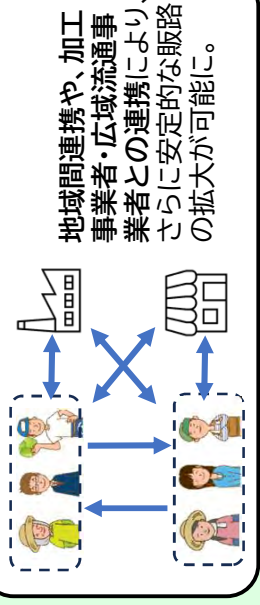 地域間連携や、加工
事業者・広域流通事
業者との連携により、
さらに安定的な販路
の拡大が可能に。